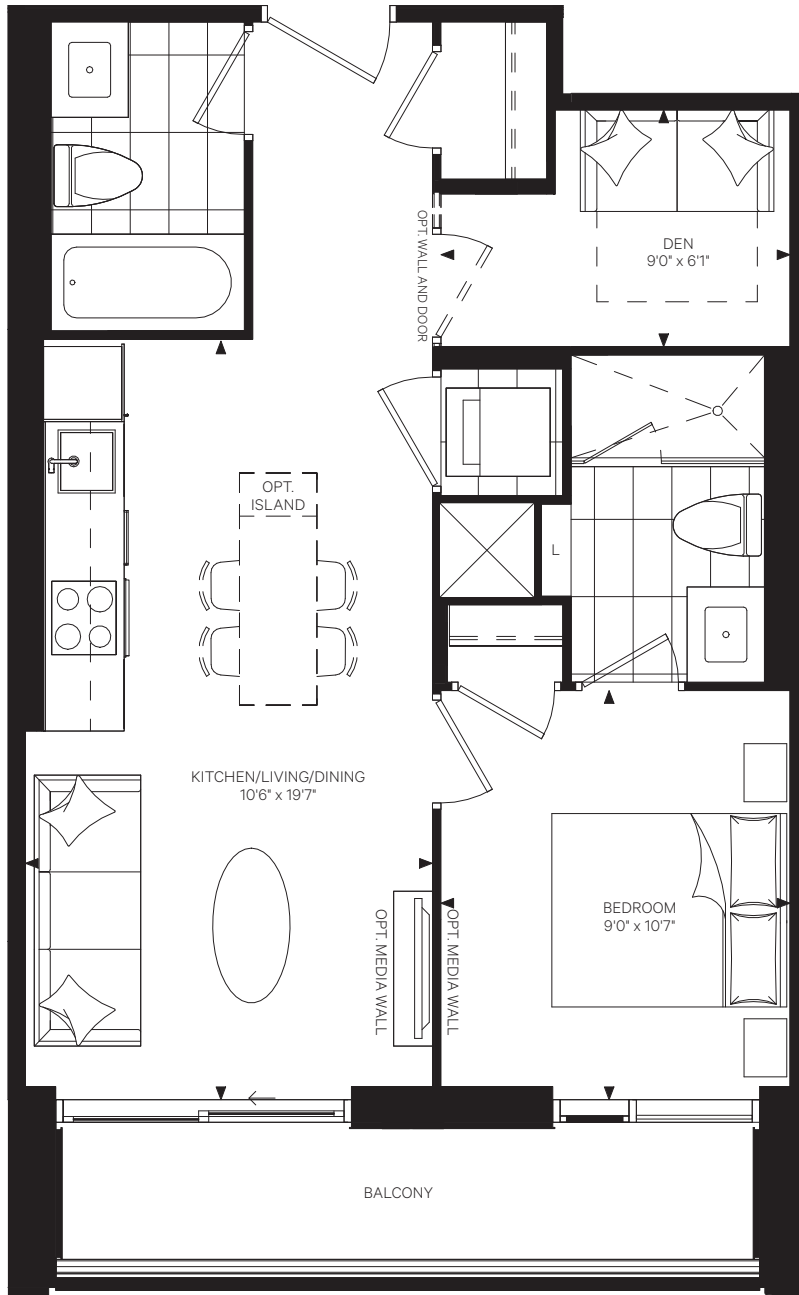 OPT. WALL AND DOOR
DEN
9'0" x 6'1"
OPT.
ISLAND
L
KITCHEN/LIVING/DINING
10'6" x 19'7"
OPT. MEDIA WALL
OPT. MEDIA WALL
BEDROOM
9'0" x 10'7"
BALCONY